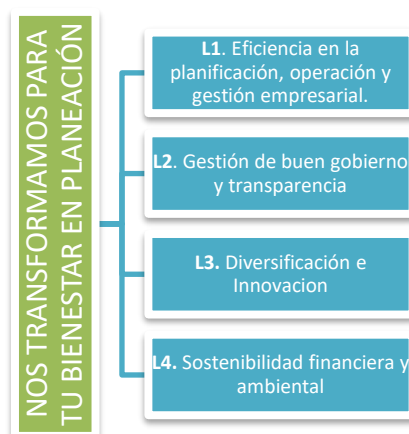 NOS TRANSFORMAMOS PARA
TU BIENESTAR EN PLANEACIÓN
L1. Eficiencia en la
planificación, operación y
gestión empresarial.
L2. Gestión de buen gobierno
y transparencia
L3. Diversificación e
Innovacion
L4. Sostenibilidad financiera y
ambiental